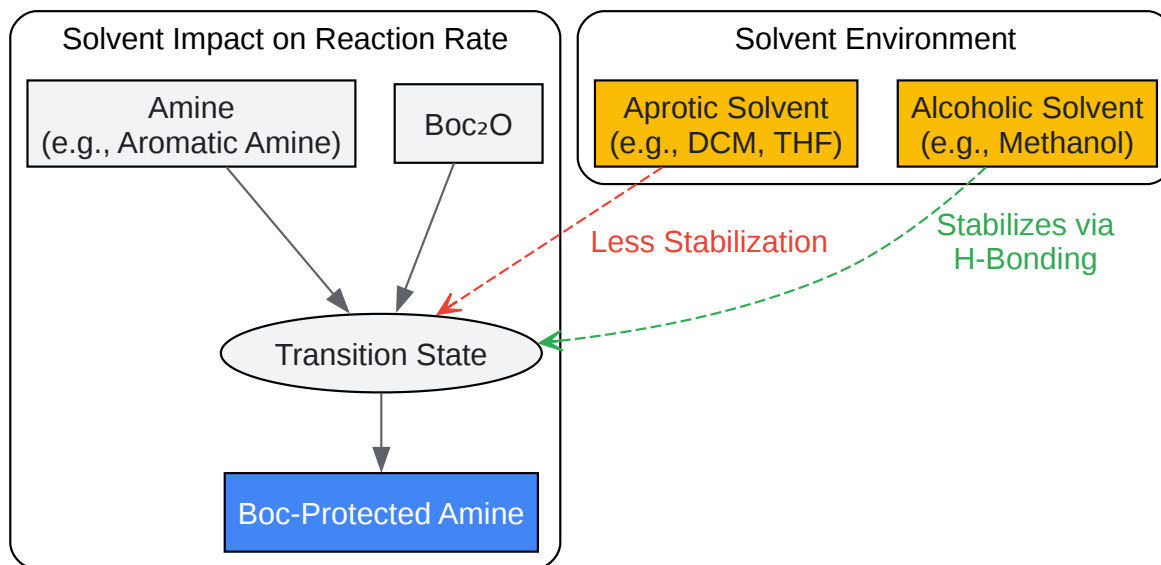 Solvent Impact on Reaction Rate
Amine
(e.g., Aromatic Amine)
Boc₂O
Transition State
Boc-Protected Amine
Solvent Environment
Aprotic Solvent
(e.g., DCM, THF)
Alcoholic Solvent
(e.g., Methanol)
Less Stabilization
Stabilizes via
H-Bonding